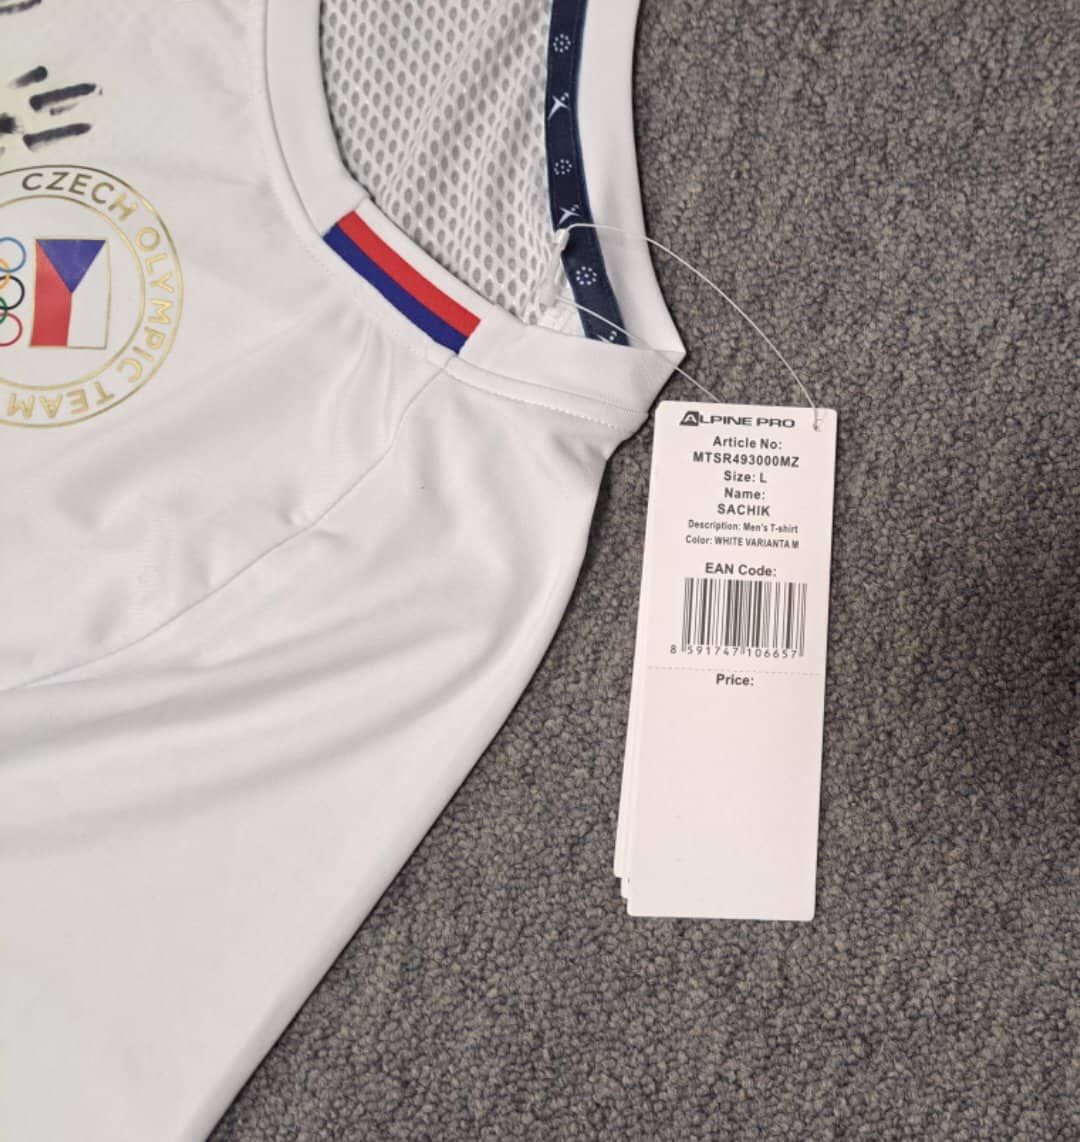 CZECH OLYMPIC TEAM
ALPINE PRO
Article No:
MTSR493000MZ
Size: L
Name:
SACHIK
Description: Men's T-shirt
Color: WHITE VARIANTA M
EAN Code:
8 591747 106657
Price: